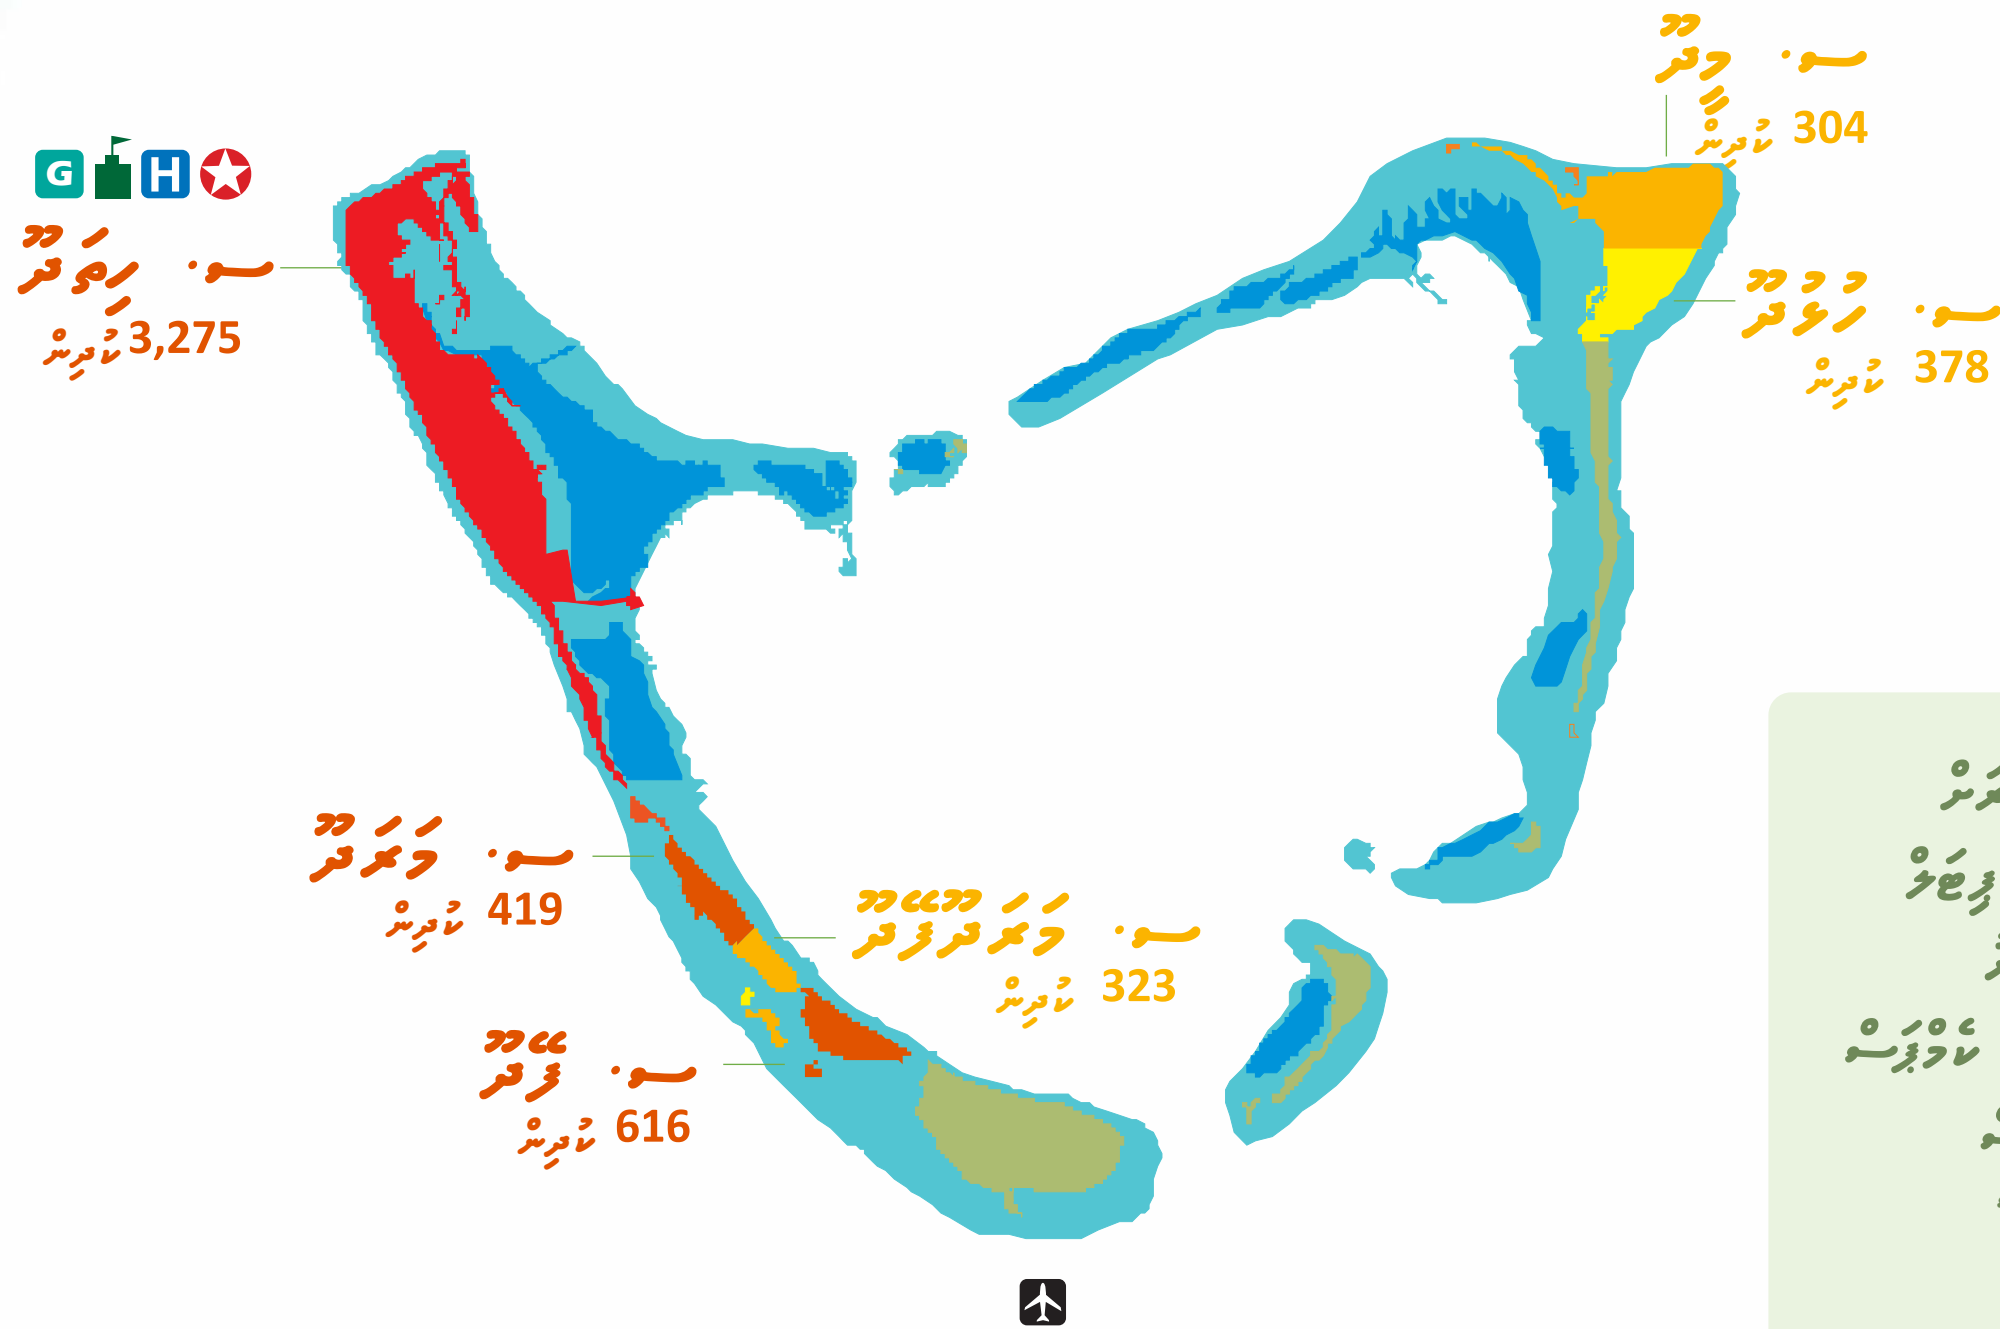 ސ. މީދޫ
304 ކުދިން
G H
ސ. ހިތަދޫ
3,275 ކުދިން
ސ. ހުޅުދޫ
378 ކުދިން
ސ. މަރަދޫ
419 ކުދިން
ސ. މަރަދޫފޭދޫ
323 ކުދިން
ސ. ފޭދޫ
616 ކުދިން
ކެމްޕަސް